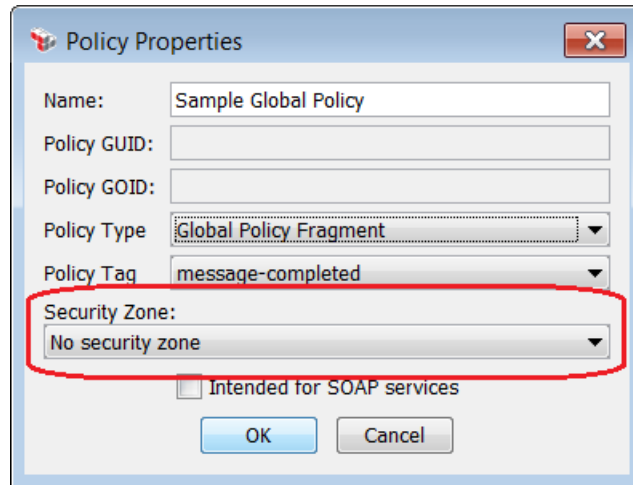 Policy Properties
Name: Sample Global Policy
Policy GUID:
Policy GOID:
Policy Type Global Policy Fragment
Policy Tag message-completed
Security Zone:
No security zone
Intended for SOAP services
OK Cancel